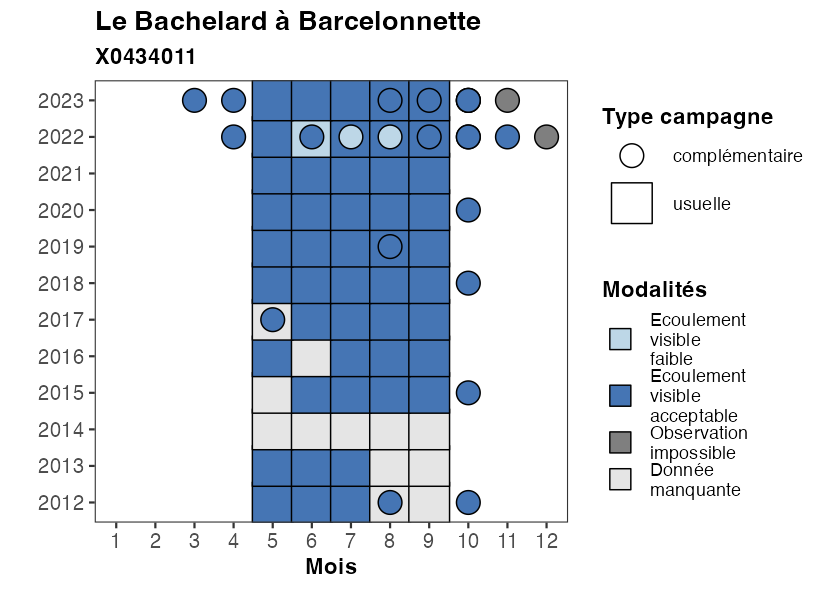 Le Bachelard à Barcelonnette
X0434011
2023
2022
2021
2020
2019
2018
2017
2016
2015
2014
2013
2012
1 2 3 4 5 6 7 8 9 10 11 12
Mois
Type campagne
complémentaire
usuelle
Modalités
Ecoulement
visible
faible
Ecoulement
visible
acceptable
Observation
impossible
Donnée
manquante